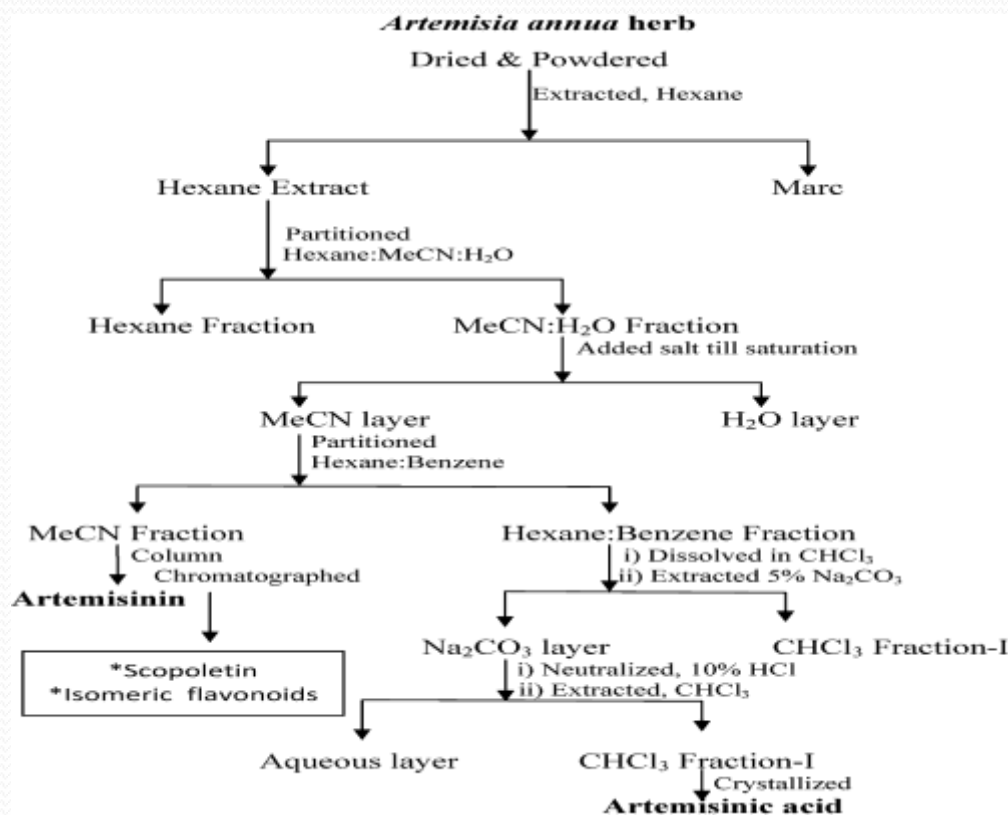 Artemisia annua herb
Dried & Powdered
Extracted, Hexane
Hexane Extract
Marc
Partitioned
Hexane:MeCN:H₂O
Hexane Fraction
MeCN:H₂O Fraction
Added salt till saturation
MeCN layer
H₂O layer
Partitioned
Hexane:Benzene
MeCN Fraction
Hexane:Benzene Fraction
Column
Chromatographed
i) Dissolved in CHCl₃
ii) Extracted 5% Na₂CO₃
Artemisinin
*Scopoletin
*Isomeric flavonoids
Na₂CO₃ layer
CHCl₃ Fraction-I
i) Neutralized, 10% HCl
ii) Extracted, CHCl₃
Aqueous layer
CHCl₃ Fraction-I
Crystallized
Artemisinic acid